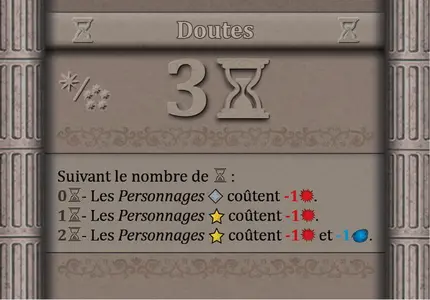 Doutes
3
Suivant le nombre de ⌛ :
0⌛- Les Personnages ◆ coûtent -1✹.
1⌛- Les Personnages ★ coûtent -1✹.
2⌛- Les Personnages ★ coûtent -1✹ et -1.